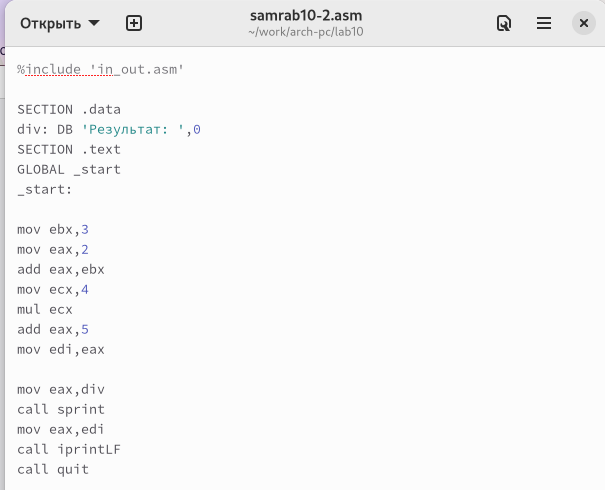 Открыть
samrab10-2.asm
~/work/arch-pc/lab10
%include 'in_out.asm'
SECTION .data
div: DB 'Результат: ',0
SECTION .text
GLOBAL _start
_start:
mov ebx,3
mov eax,2
add eax,ebx
mov ecx,4
mul ecx
add eax,5
mov edi,eax
mov eax,div
call sprint
mov eax,edi
call iprintLF
call quit